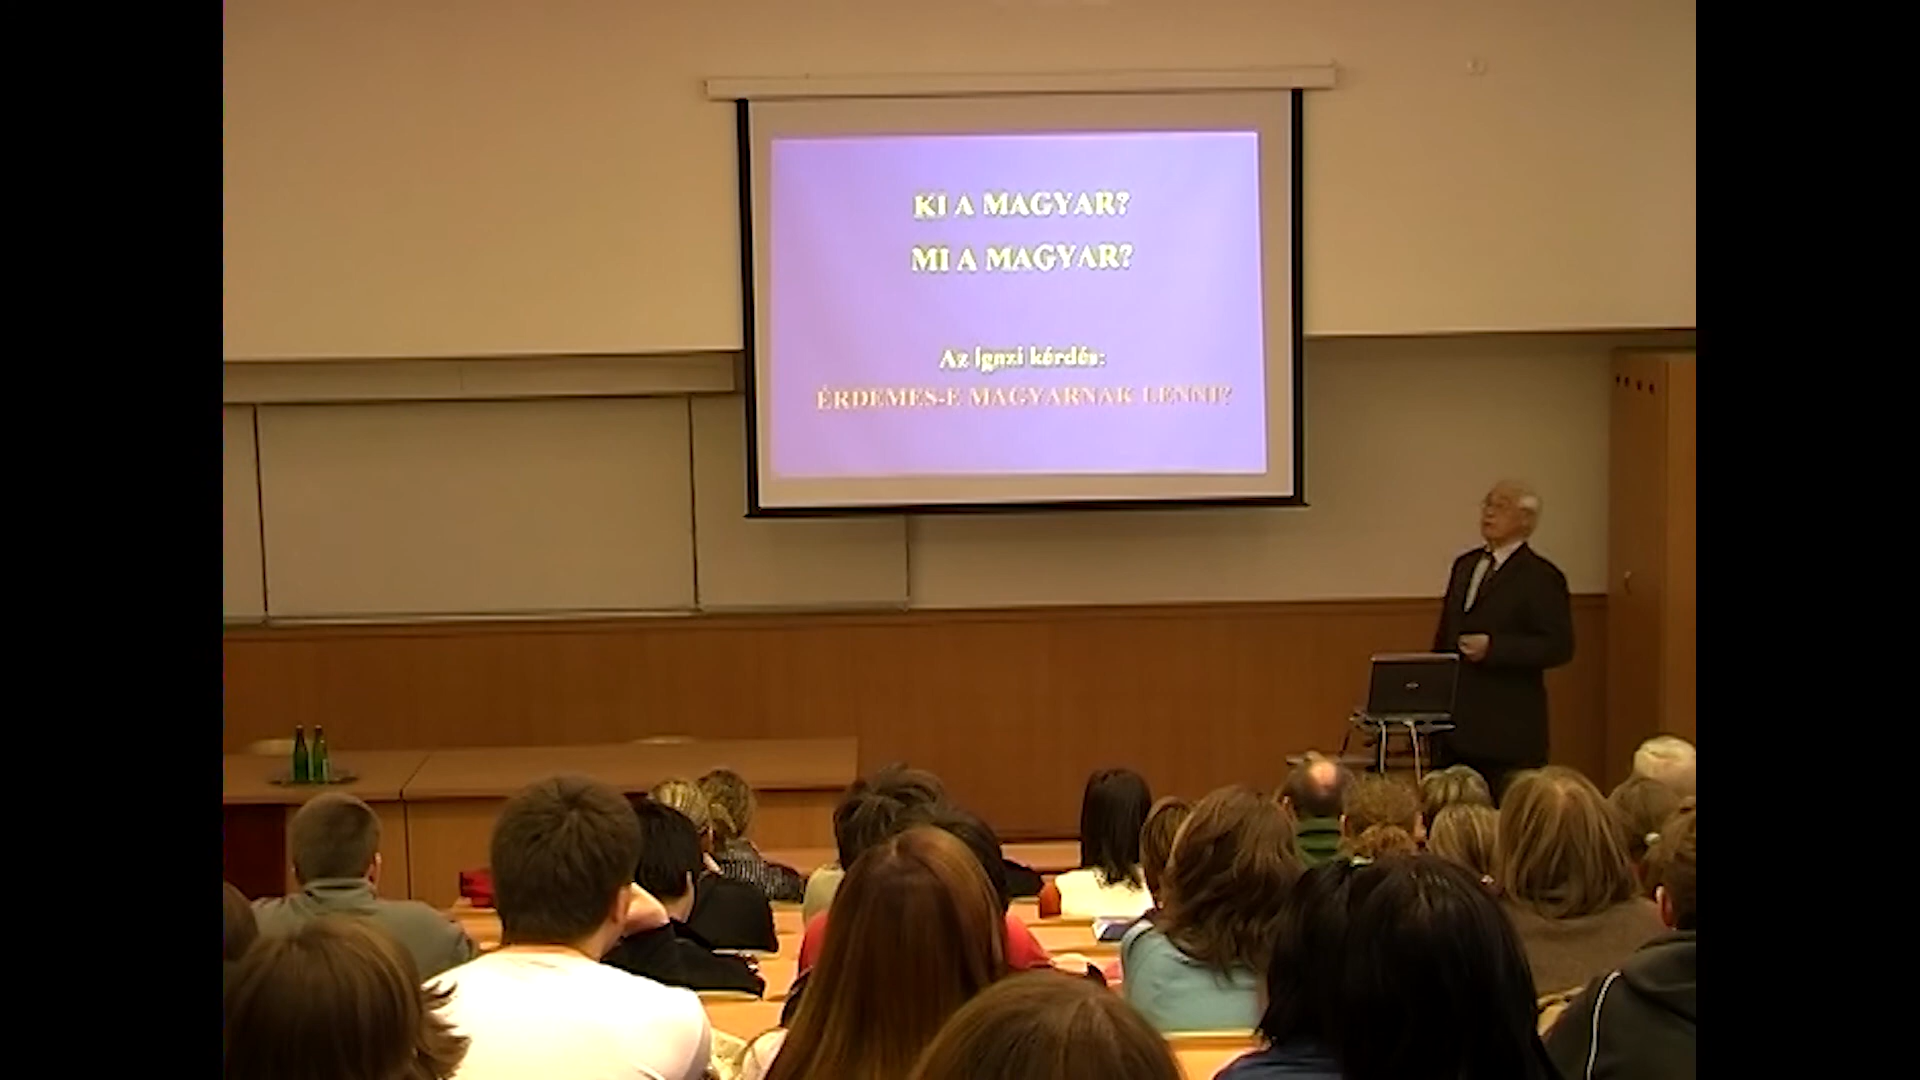 KI A MAGYAR?
MI A MAGYAR?
Az igazi kérdés:
ÉRDEMES-E MAGYARNAK LENNI?